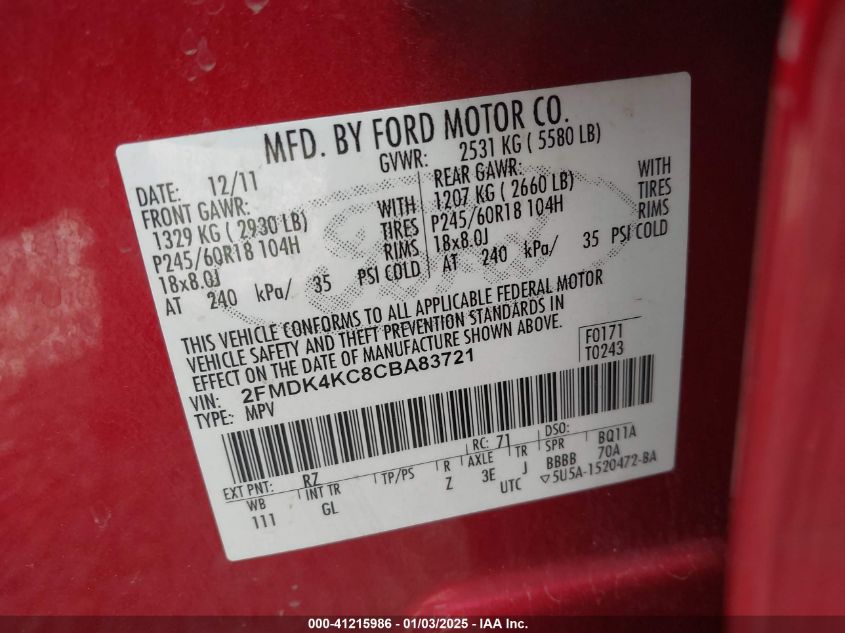 MFD. BY FORD MOTOR CO.
DATE: 12/11 GVWR: 2531 KG ( 5580 LB)
FRONT GAWR: REAR GAWR: WITH
1329 KG ( 2930 LB) WITH 1207 KG ( 2660 LB) TIRES
P245/60R18 104H TIRES P245/60R18 104H RIMS
18x8.0J RIMS 18x8.0J
AT 240 kPa/ 35 PSI COLD AT 240 kPa/ 35 PSI COLD
THIS VEHICLE CONFORMS TO ALL APPLICABLE FEDERAL MOTOR
VEHICLE SAFETY AND THEFT PREVENTION STANDARDS IN
EFFECT ON THE DATE OF MANUFACTURE SHOWN ABOVE.
VIN: 2FMDK4KC8CBA83721 F0171
TYPE: MPV T0243
EXT PNT: RZ RC: 71 DSO:
WB INT TR TP/PS R AXLE TR SPR BQ11A
111 GL Z 3E J BBBB 70A
UTC ▽5U5A-1520472-BA
000-41215986 - 01/03/2025 - IAA Inc.